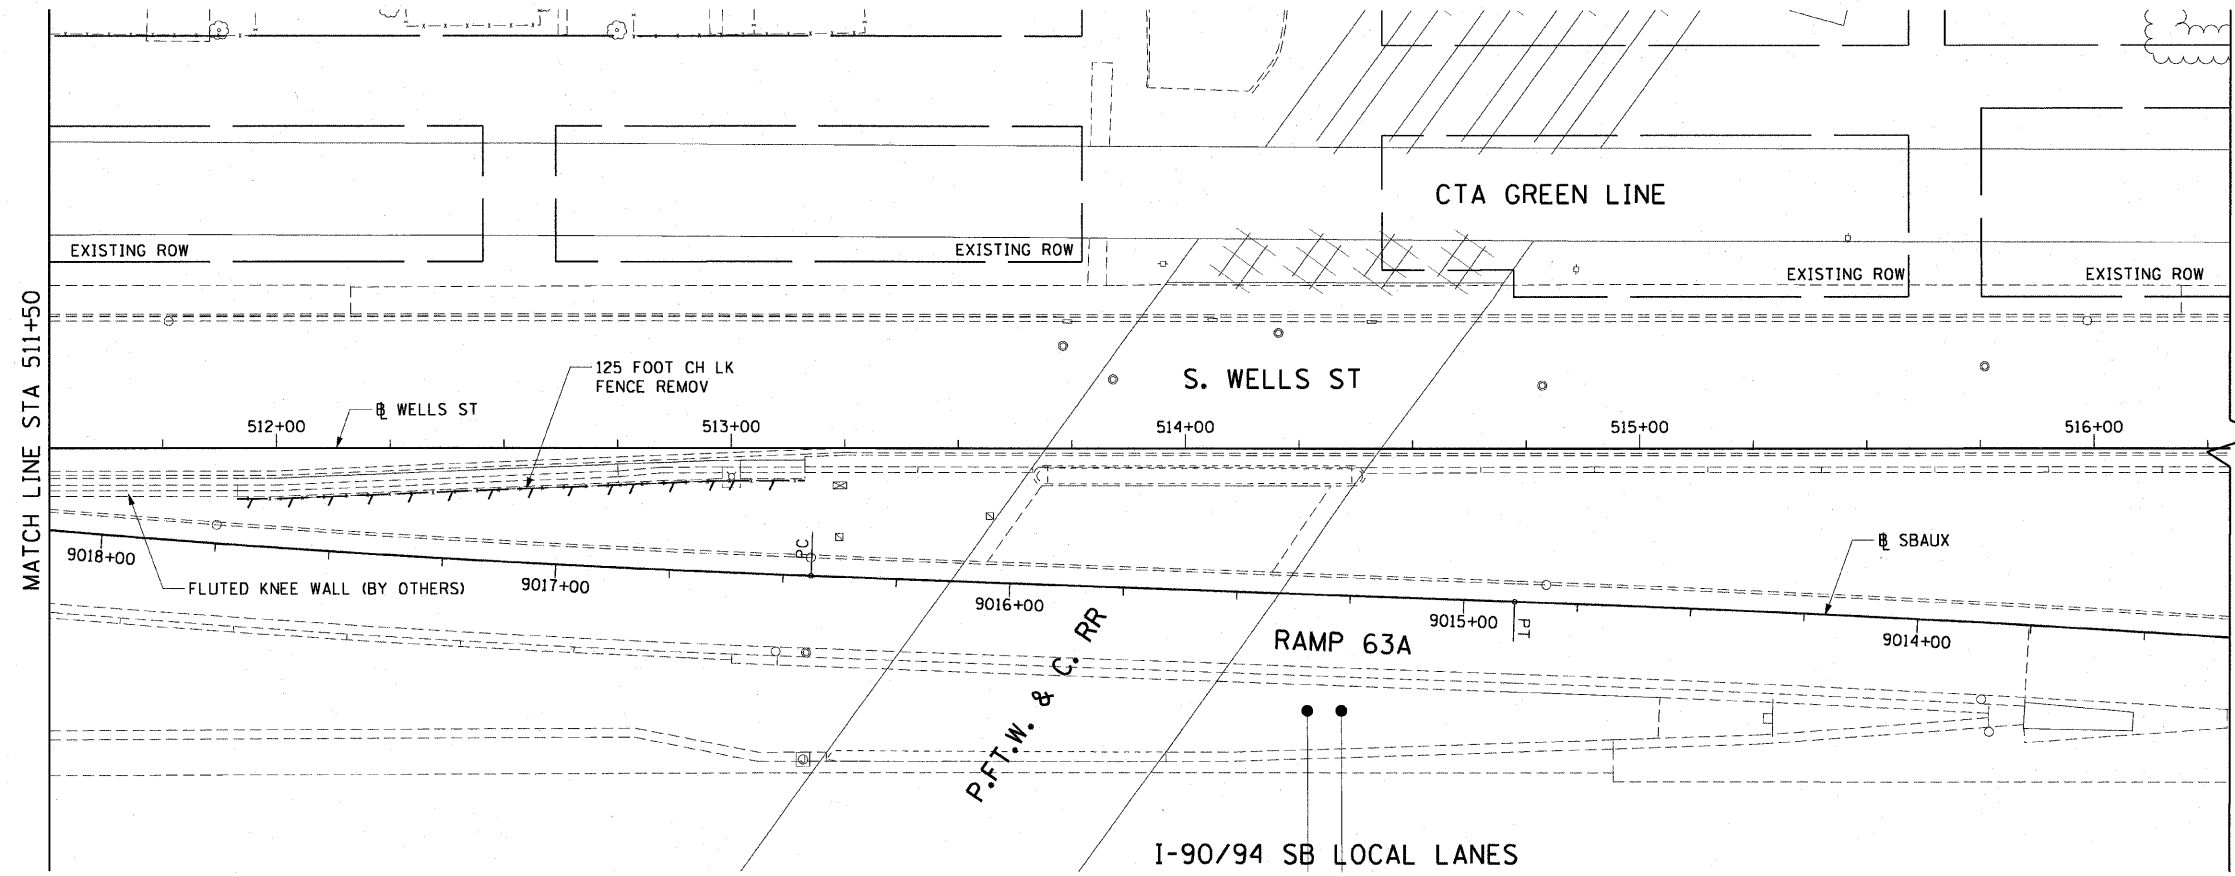 CTA GREEN LINE
EXISTING ROW
EXISTING ROW
EXISTING ROW
EXISTING ROW
MATCH LINE STA 511+50
125 FOOT CH LK
FENCE REMOV
S. WELLS ST
BL WELLS ST
512+00
513+00
514+00
515+00
516+00
BL SBAUX
PC
9018+00
FLUTED KNEE WALL (BY OTHERS)
9017+00
9016+00
9015+00
PT
9014+00
RAMP 63A
P.FT.W. & C. RR
I-90/94 SB LOCAL LANES